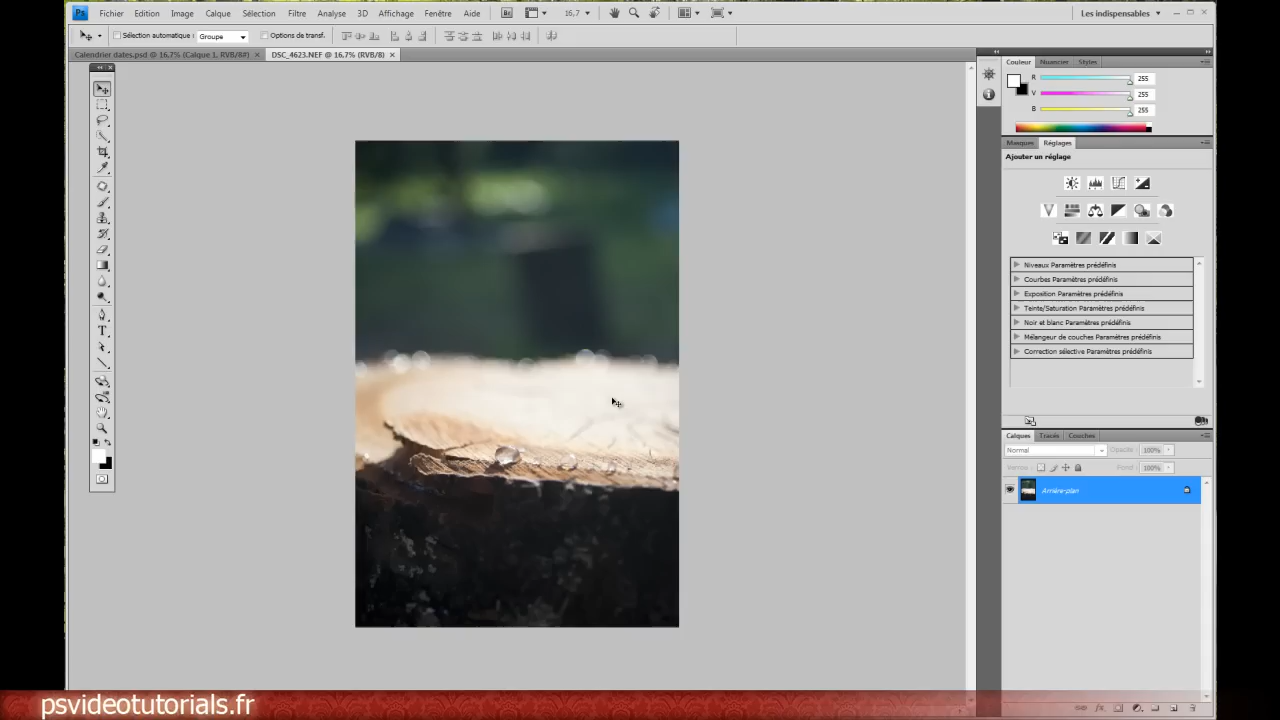 Ps Fichier Edition Image Calque Sélection Filtre Analyse 3D Affichage Fenêtre Aide Br 16,7 Les indispensables
Sélection automatique : Groupe Options de transf.
Calendrier dates.psd @ 16,7% (Calque 1, RVB/8#) × DSC_4623.NEF @ 16,7% (RVB/8) ×
Couleur Nuancier Styles
R 255
V 255
B 255
Masques Réglages
Ajouter un réglage
Niveaux Paramètres prédéfinis
Courbes Paramètres prédéfinis
Exposition Paramètres prédéfinis
Teinte/Saturation Paramètres prédéfinis
Noir et blanc Paramètres prédéfinis
Mélangeur de couches Paramètres prédéfinis
Correction sélective Paramètres prédéfinis
Calques Tracés Couches
Normal Opacité : 100%
Verrou : Fond : 100%
Arrière-plan
psvideotutorials.fr